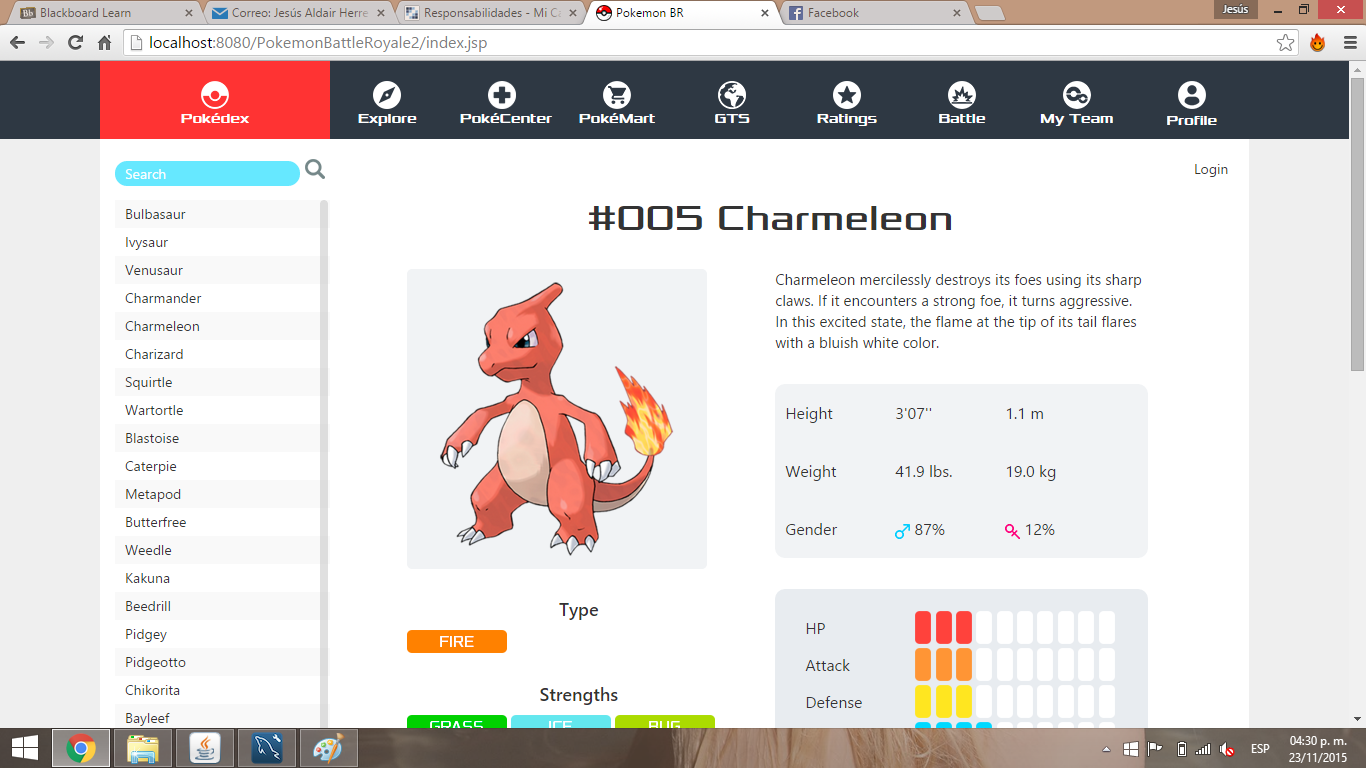 Blackboard Learn
Correo: Jesús Aldair Herre
Responsabilidades - Mi Ca
Pokemon BR
Facebook
Jesús
localhost:8080/PokemonBattleRoyale2/index.jsp
Pokédex
Explore
PokéCenter
PokéMart
GTS
Ratings
Battle
My Team
Profile
Search
Login
Bulbasaur
Ivysaur
Venusaur
Charmander
Charmeleon
Charizard
Squirtle
Wartortle
Blastoise
Caterpie
Metapod
Butterfree
Weedle
Kakuna
Beedrill
Pidgey
Pidgeotto
Chikorita
Bayleef
#005 Charmeleon
Charmeleon mercilessly destroys its foes using its sharp
claws. If it encounters a strong foe, it turns aggressive.
In this excited state, the flame at the tip of its tail flares
with a bluish white color.
Height 3'07'' 1.1 m
Weight 41.9 lbs. 19.0 kg
Gender 87% 12%
Type
FIRE
Strengths
GRASS ICE BUG
HP
Attack
Defense
ESP
04:30 p. m.
23/11/2015